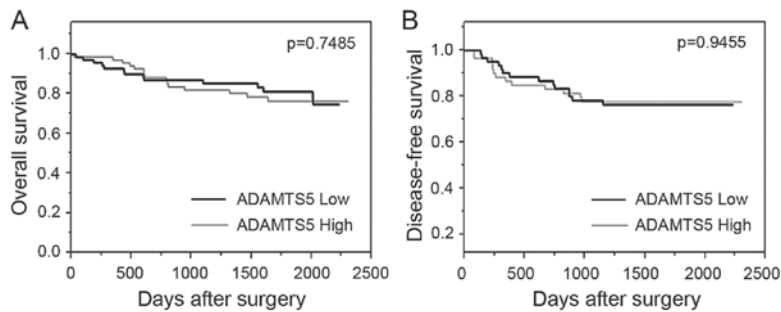 A
p=0.7485
Overall survival
1.0
0.8
0.6
0.4
0.2
0.0
ADAMTS5 Low
ADAMTS5 High
0 500 1000 1500 2000 2500
Days after surgery
B
p=0.9455
Disease-free survival
1.0
0.8
0.6
0.4
0.2
ADAMTS5 Low
ADAMTS5 High
0 500 1000 1500 2000 2500
Days after surgery